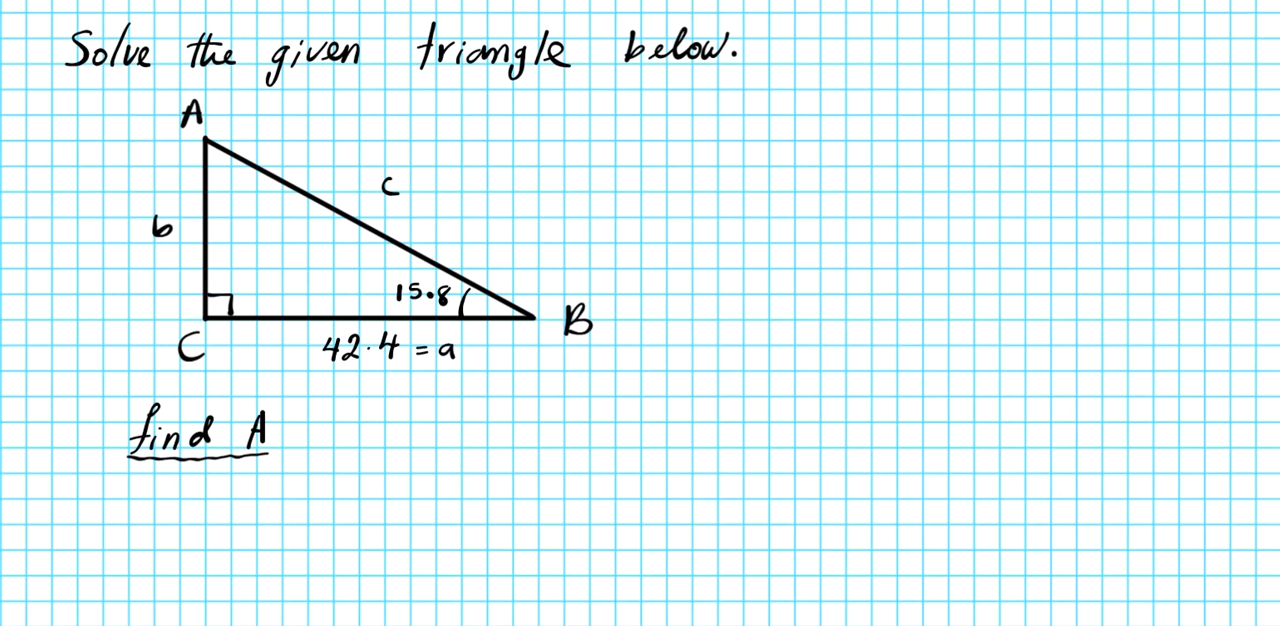 Solve the given triangle below.
A
c
b
15.8
B
C
42.4 = a
find A